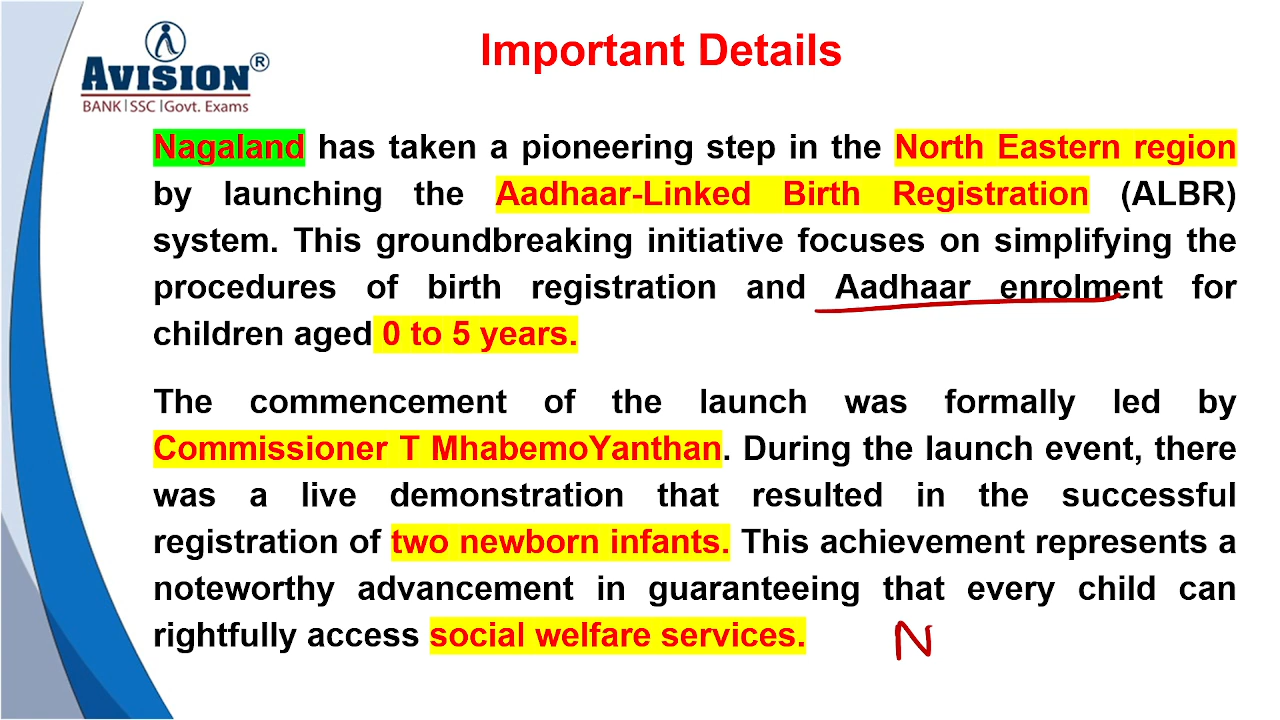 Important Details
AVISION®
BANK|SSC|Govt. Exams
Nagaland has taken a pioneering step in the North Eastern region
by launching the Aadhaar-Linked Birth Registration (ALBR)
system. This groundbreaking initiative focuses on simplifying the
procedures of birth registration and Aadhaar enrolment for
children aged 0 to 5 years.
The commencement of the launch was formally led by
Commissioner T MhabemoYanthan. During the launch event, there
was a live demonstration that resulted in the successful
registration of two newborn infants. This achievement represents a
noteworthy advancement in guaranteeing that every child can
rightfully access social welfare services.
N